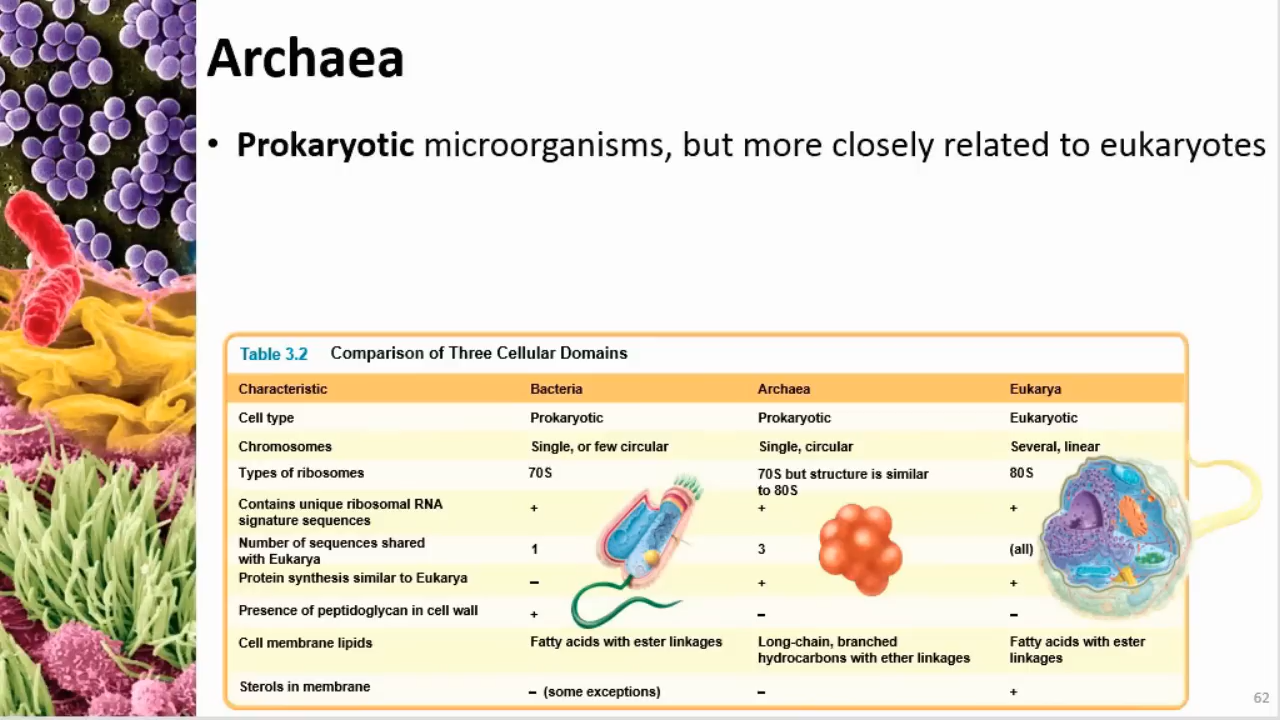 Archaea
• Prokaryotic microorganisms, but more closely related to eukaryotes
Table 3.2 Comparison of Three Cellular Domains
Characteristic Bacteria Archaea Eukarya
Cell type Prokaryotic Prokaryotic Eukaryotic
Chromosomes Single, or few circular Single, circular Several, linear
Types of ribosomes 70S 70S but structure is similar 80S
to 80S
Contains unique ribosomal RNA
signature sequences + + +
Number of sequences shared
with Eukarya 1 3 (all)
Protein synthesis similar to Eukarya – + +
Presence of peptidoglycan in cell wall + – –
Cell membrane lipids Fatty acids with ester linkages Long-chain, branched Fatty acids with ester
hydrocarbons with ether linkages linkages
Sterols in membrane – (some exceptions) – +
62